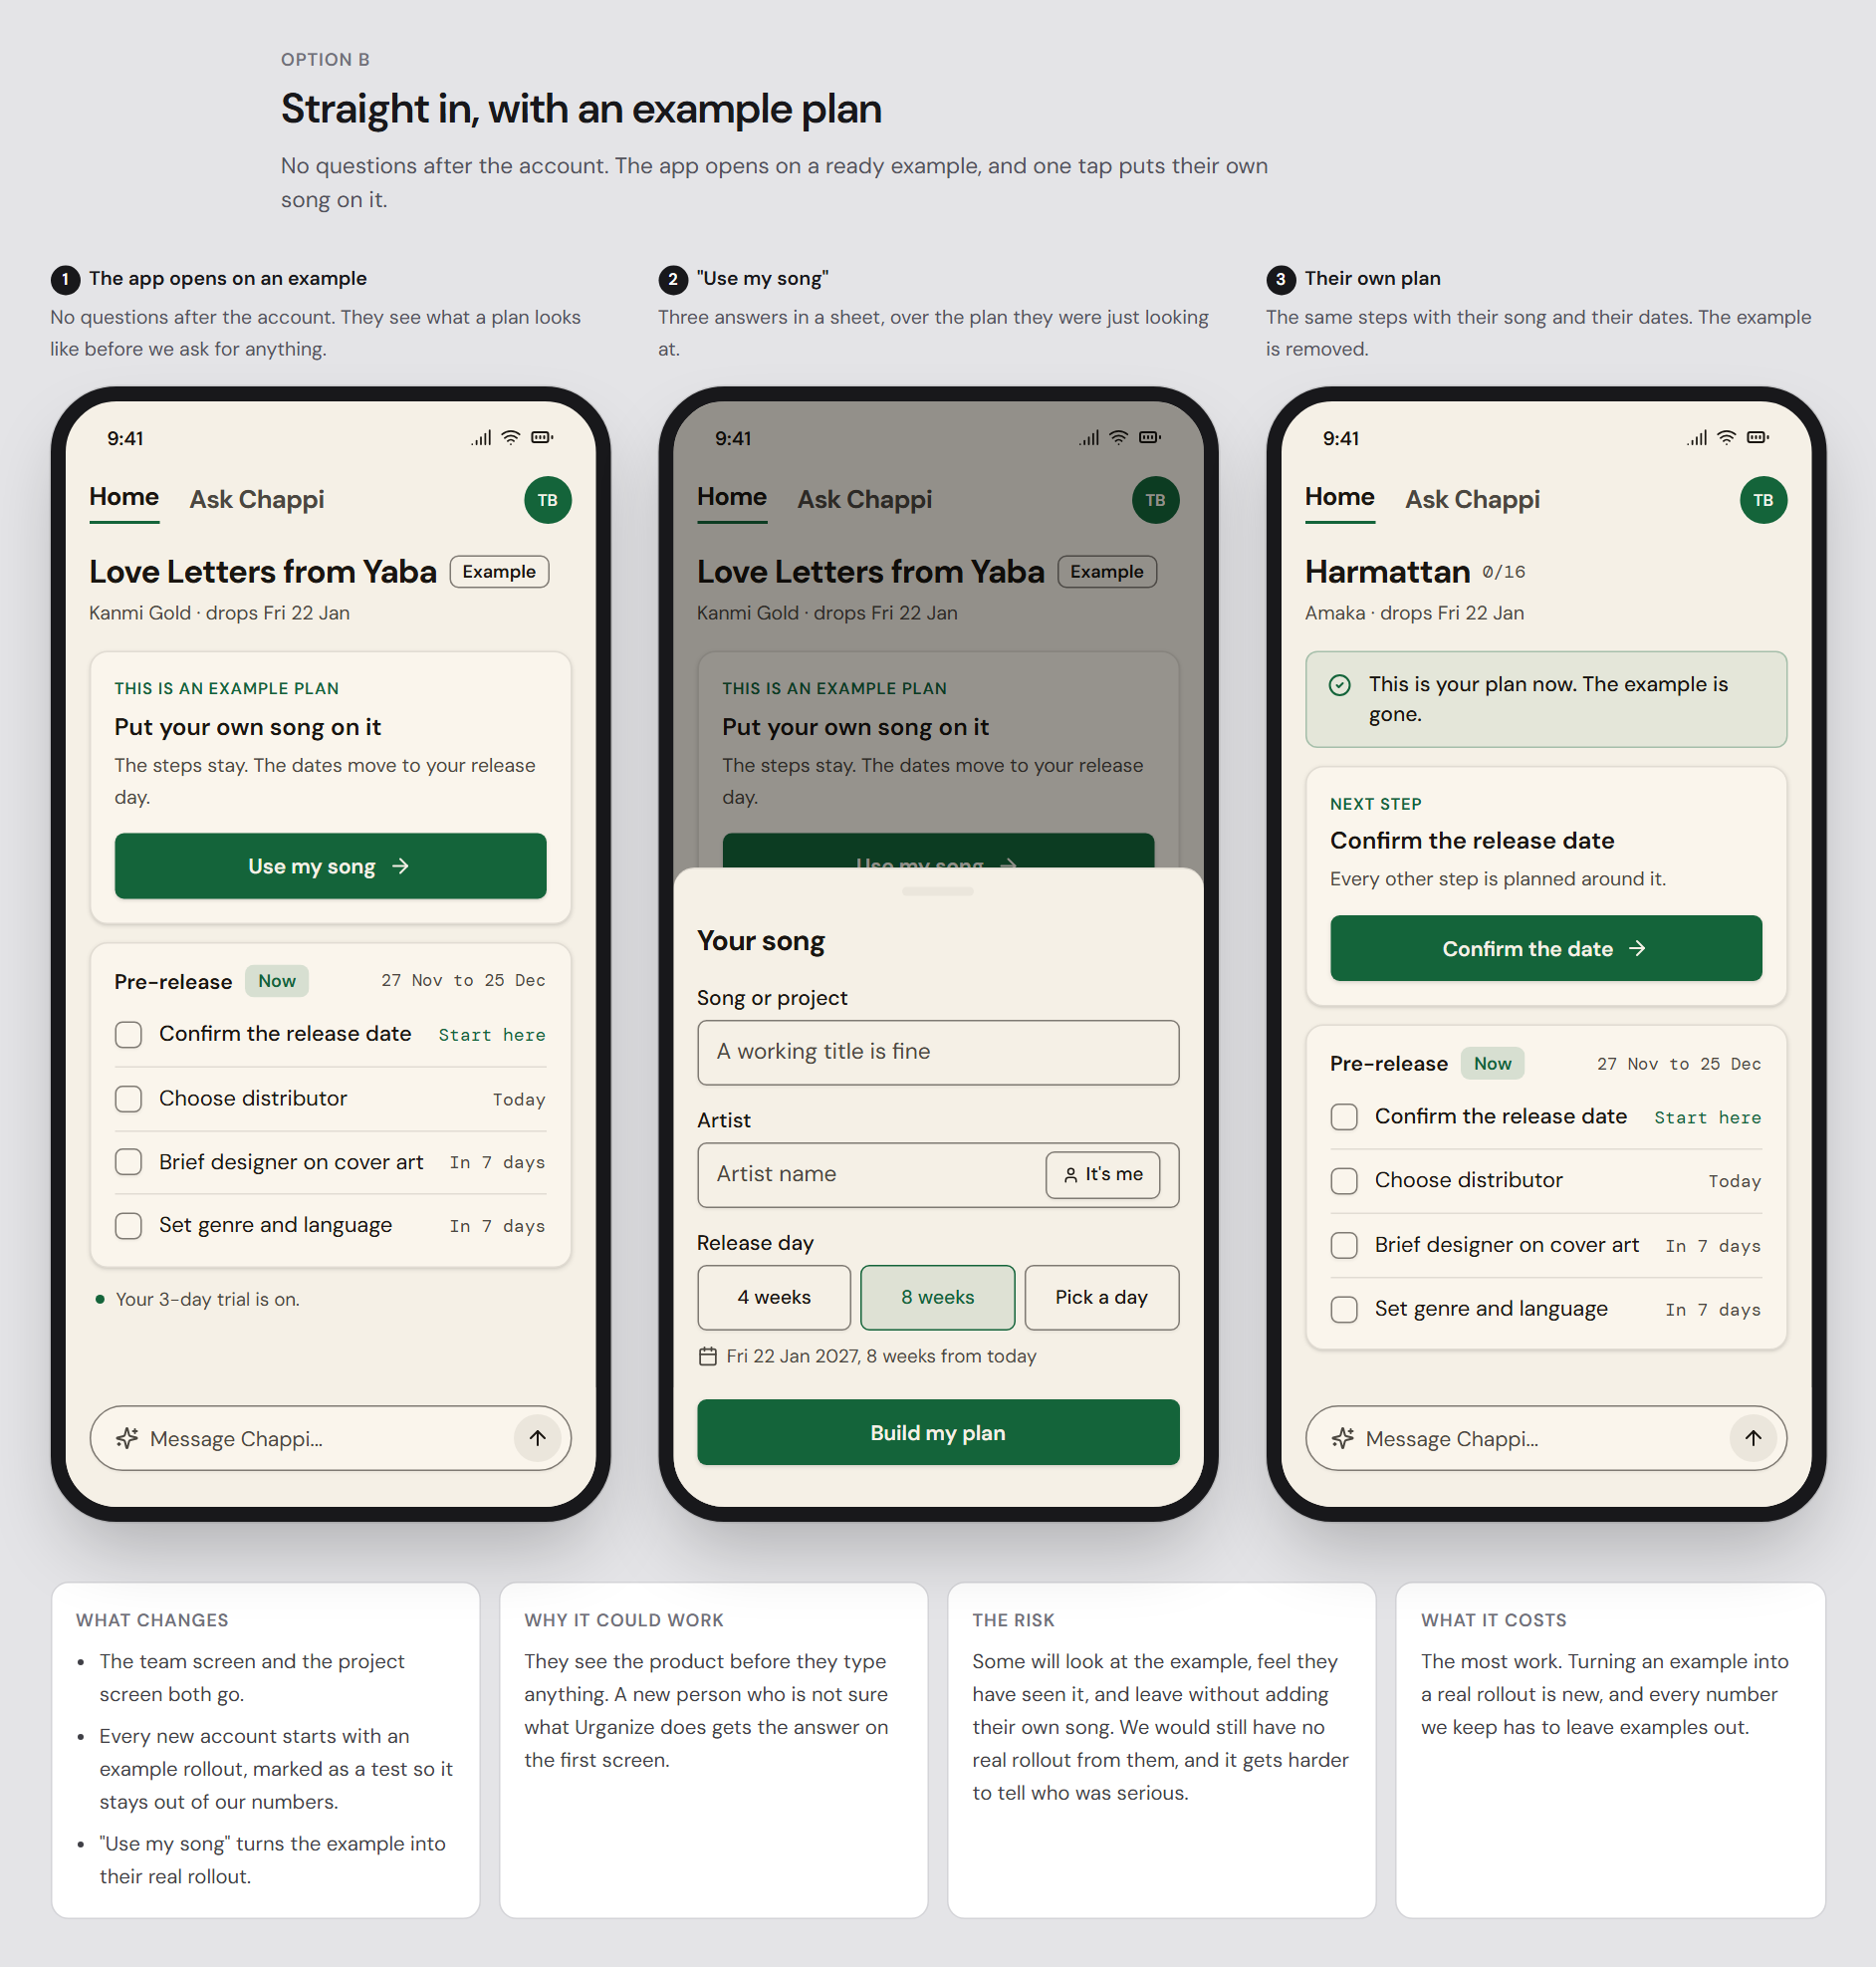 OPTION B
Straight in, with an example plan
No questions after the account. The app opens on a ready example, and one tap puts their own
song on it.
1 The app opens on an example
No questions after the account. They see what a plan looks
like before we ask for anything.
9:41
Home Ask Chappi TB
Love Letters from Yaba Example
Kanmi Gold · drops Fri 22 Jan
THIS IS AN EXAMPLE PLAN
Put your own song on it
The steps stay. The dates move to your release
day.
Use my song →
Pre-release Now 27 Nov to 25 Dec
Confirm the release date Start here
Choose distributor Today
Brief designer on cover art In 7 days
Set genre and language In 7 days
Your 3-day trial is on.
Message Chappi...
2 "Use my song"
Three answers in a sheet, over the plan they were just looking
at.
9:41
Home Ask Chappi TB
Love Letters from Yaba Example
Kanmi Gold · drops Fri 22 Jan
THIS IS AN EXAMPLE PLAN
Put your own song on it
The steps stay. The dates move to your release
day.
Use my song →
Your song
Song or project
A working title is fine
Artist
Artist name It's me
Release day
4 weeks 8 weeks Pick a day
Fri 22 Jan 2027, 8 weeks from today
Build my plan
3 Their own plan
The same steps with their song and their dates. The example
is removed.
9:41
Home Ask Chappi TB
Harmattan 0/16
Amaka · drops Fri 22 Jan
This is your plan now. The example is
gone.
NEXT STEP
Confirm the release date
Every other step is planned around it.
Confirm the date →
Pre-release Now 27 Nov to 25 Dec
Confirm the release date Start here
Choose distributor Today
Brief designer on cover art In 7 days
Set genre and language In 7 days
Message Chappi...
WHAT CHANGES
• The team screen and the project
screen both go.
• Every new account starts with an
example rollout, marked as a test so it
stays out of our numbers.
• "Use my song" turns the example into
their real rollout.
WHY IT COULD WORK
They see the product before they type
anything. A new person who is not sure
what Urganize does gets the answer on
the first screen.
THE RISK
Some will look at the example, feel they
have seen it, and leave without adding
their own song. We would still have no
real rollout from them, and it gets harder
to tell who was serious.
WHAT IT COSTS
The most work. Turning an example into
a real rollout is new, and every number
we keep has to leave examples out.